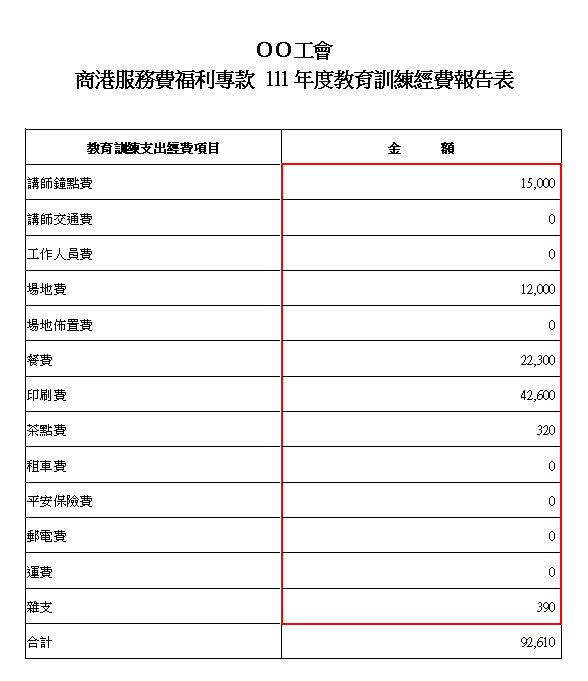 OO工會
商港服務費福利專款 111 年度教育訓練經費報告表
教育訓練支出經費項目 金 額
講師鐘點費 15,000
講師交通費 0
工作人員費 0
場地費 12,000
場地佈置費 0
餐費 22,300
印刷費 42,600
茶點費 320
租車費 0
平安保險費 0
郵電費 0
運費 0
雜支 390
合計 92,610